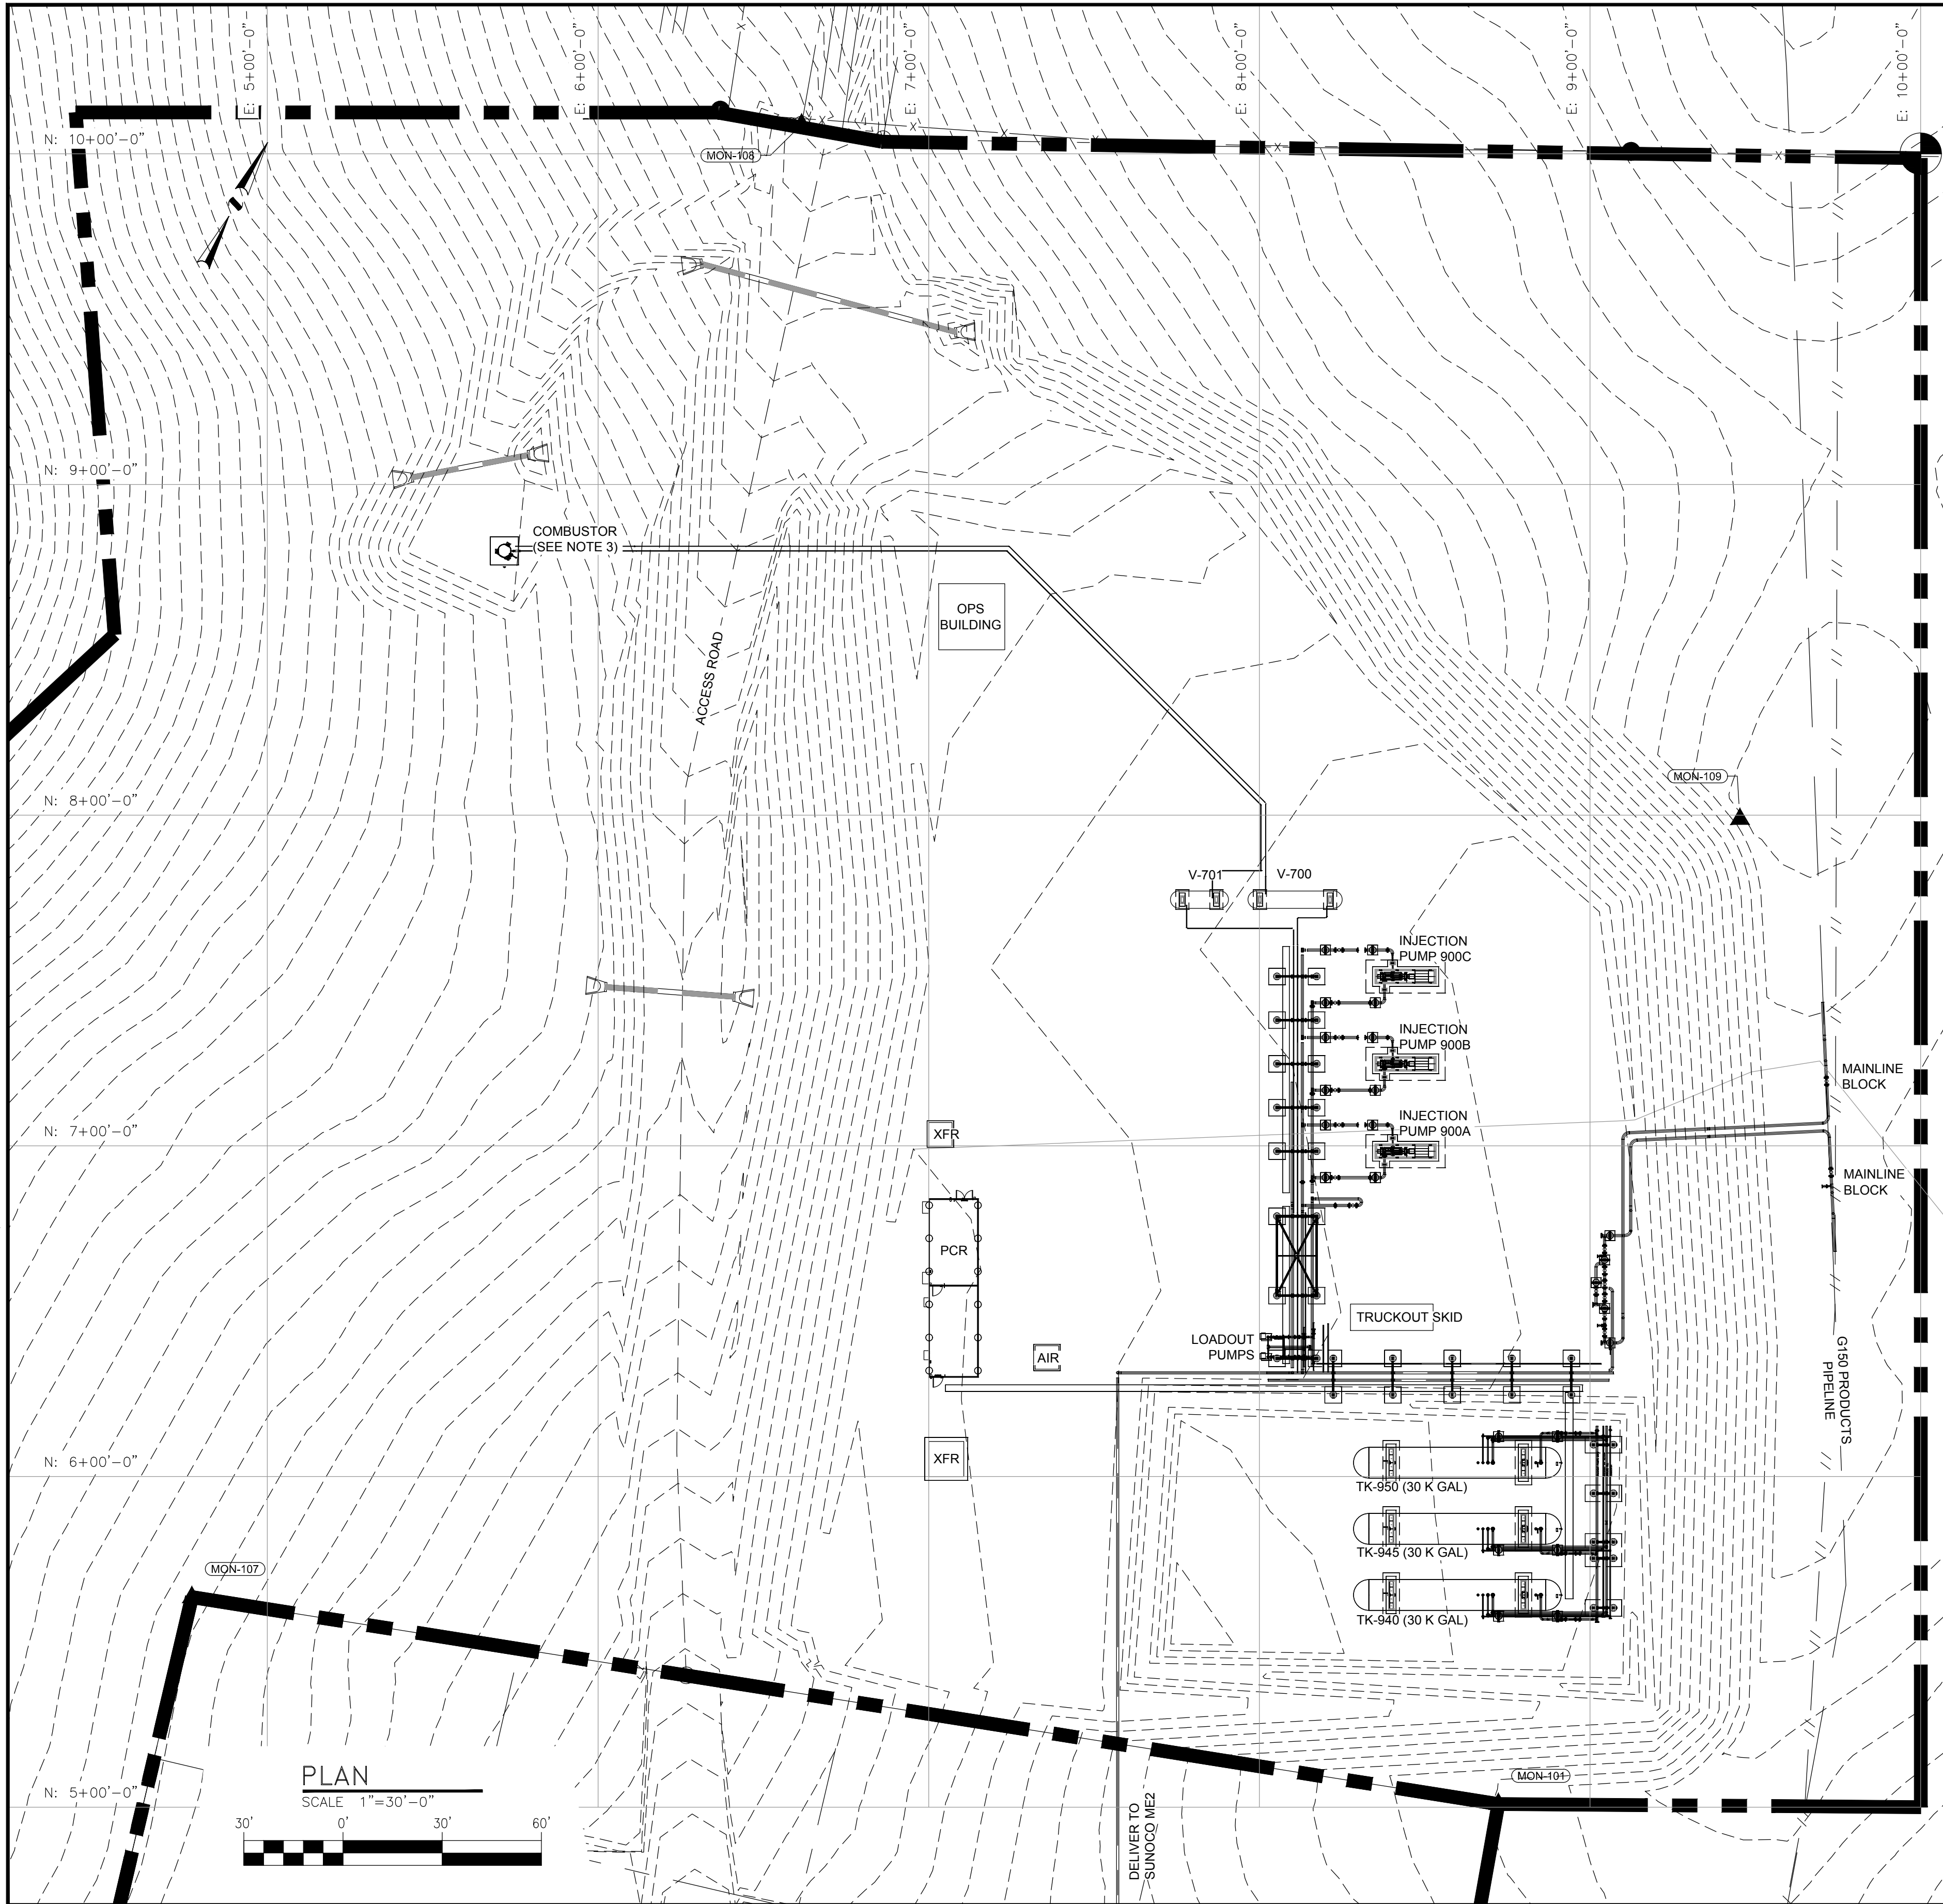 E: 5+00'-0"
E: 6+00'-0"
E: 7+00'-0"
E: 8+00'-0"
E: 9+00'-0"
E: 10+00'-0"
N: 10+00'-0"
MON-108
N: 9+00'-0"
COMBUSTOR
(SEE NOTE 3)
OPS
BUILDING
ACCESS ROAD
MON-109
N: 8+00'-0"
V-701
V-700
INJECTION
PUMP 900C
INJECTION
PUMP 900B
MAINLINE
BLOCK
INJECTION
PUMP 900A
N: 7+00'-0"
XFR
MAINLINE
BLOCK
PCR
TRUCKOUT SKID
LOADOUT
PUMPS
AIR
G150 PRODUCTS
PIPELINE
XFR
N: 6+00'-0"
TK-950 (30 K GAL)
TK-945 (30 K GAL)
MON-107
TK-940 (30 K GAL)
PLAN
SCALE 1"=30'-0"
MON-101
N: 5+00'-0"
30' 0' 30' 60'
DELIVER TO
SUNOCO ME2
X
X
X
X
X
X
X